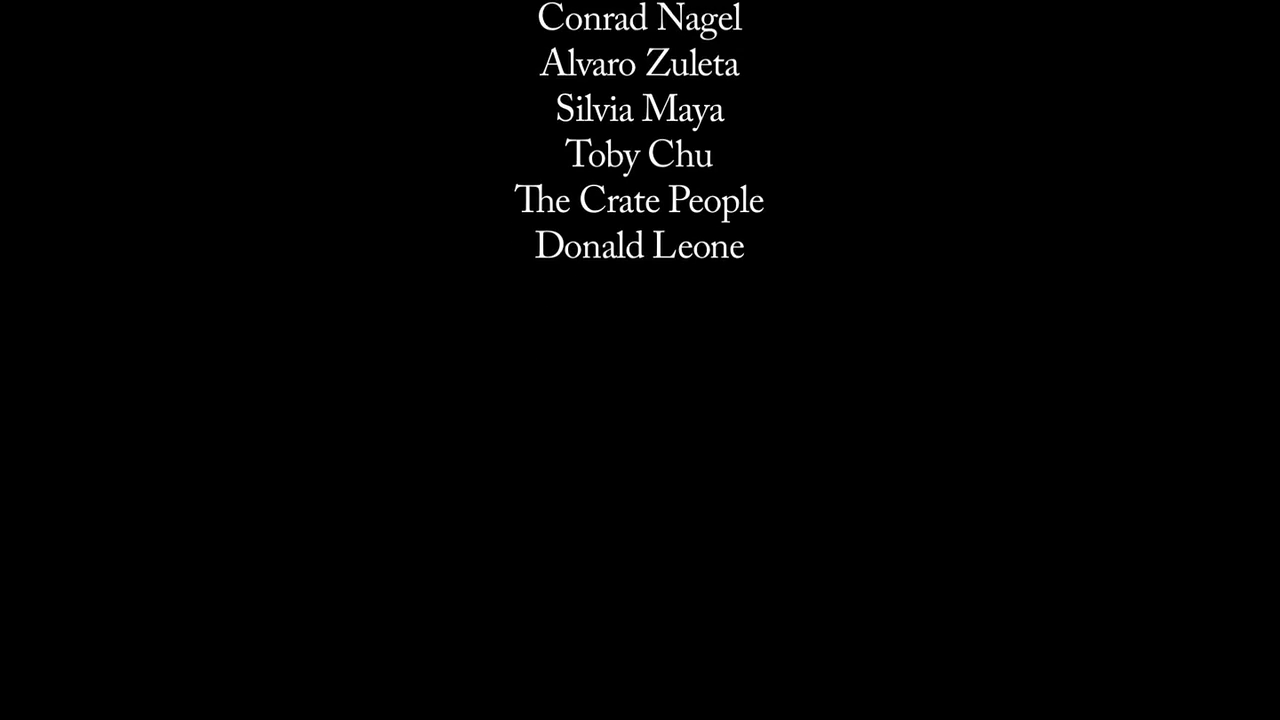 Conrad Nagel
Alvaro Zuleta
Silvia Maya
Toby Chu
The Crate People
Donald Leone